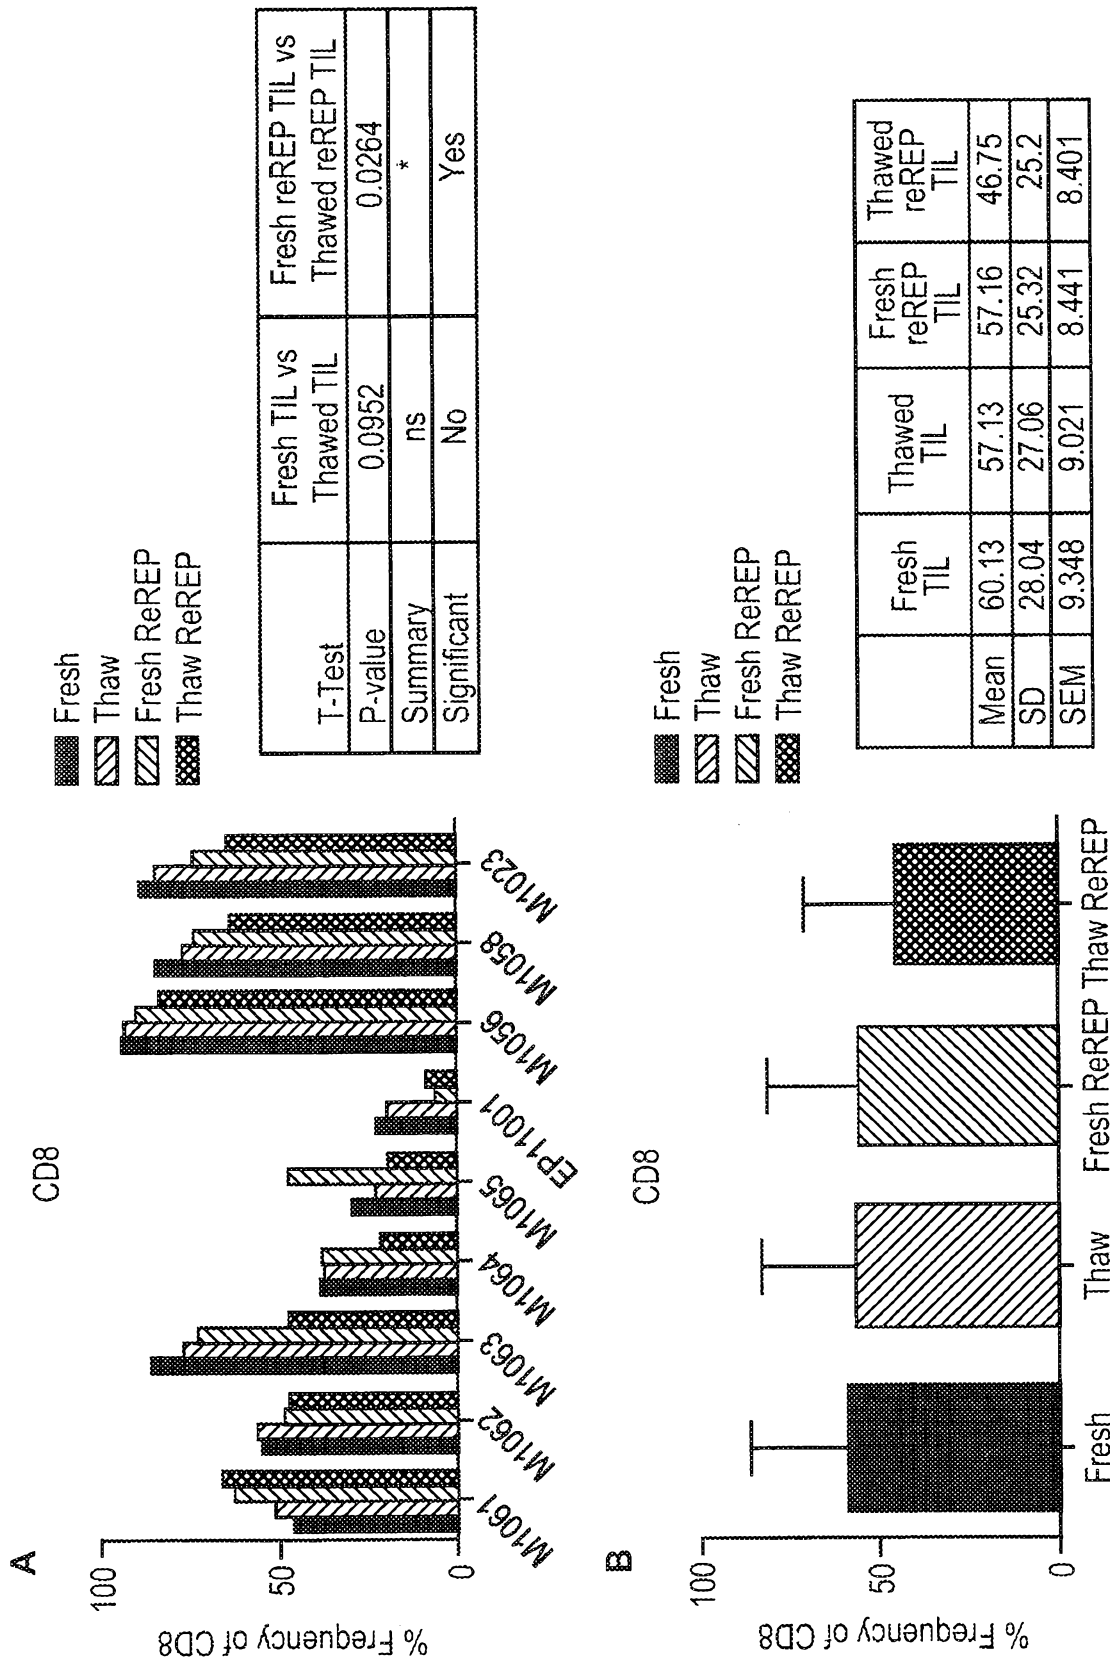 A
CD8
% Frequency of CD8
100
50
0
M1061
M1062
M1063
M1064
M1065
EP11001
M1056
M1058
M1023
Fresh
Thaw
Fresh ReREP
Thaw ReREP
T-Test Fresh TIL vs Thawed TIL Fresh reREP TIL vs Thawed reREP TIL
P-value 0.0952 0.0264
Summary ns *
Significant No Yes
B
CD8
% Frequency of CD8
100
50
0
Fresh Thaw Fresh ReREP Thaw ReREP
Fresh
Thaw
Fresh ReREP
Thaw ReREP
Fresh TIL Thawed TIL Fresh reREP TIL Thawed reREP TIL
Mean 60.13 57.13 57.16 46.75
SD 28.04 27.06 25.32 25.2
SEM 9.348 9.021 8.441 8.401